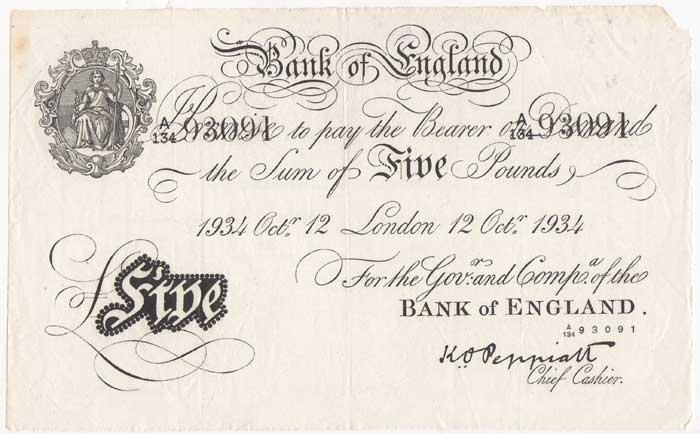 Bank of England
A/134 93091 A/134 93091
I Promise to pay the Bearer on Demand
the Sum of Five Pounds
1934 Octr. 12 London 12 Octr. 1934
For the Govr. and Compa. of the
BANK of ENGLAND.
A/134 93091
£Five
K.O. Peppiatt
Chief Cashier.